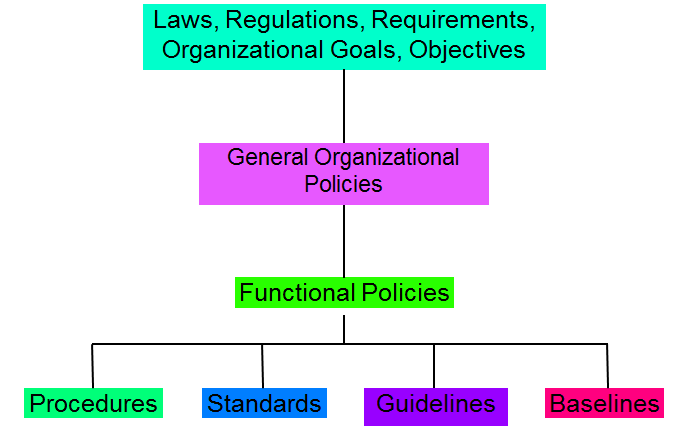 Laws, Regulations, Requirements,
Organizational Goals, Objectives
General Organizational
Policies
Functional Policies
Procedures
Standards
Guidelines
Baselines